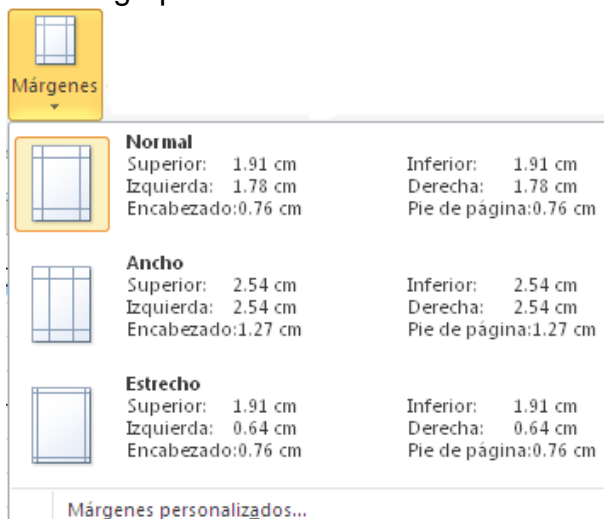 Márgenes
Normal
Superior: 1.91 cm Inferior: 1.91 cm
Izquierda: 1.78 cm Derecha: 1.78 cm
Encabezado:0.76 cm Pie de página:0.76 cm
Ancho
Superior: 2.54 cm Inferior: 2.54 cm
Izquierda: 2.54 cm Derecha: 2.54 cm
Encabezado:1.27 cm Pie de página:1.27 cm
Estrecho
Superior: 1.91 cm Inferior: 1.91 cm
Izquierda: 0.64 cm Derecha: 0.64 cm
Encabezado:0.76 cm Pie de página:0.76 cm
Márgenes personalizados...